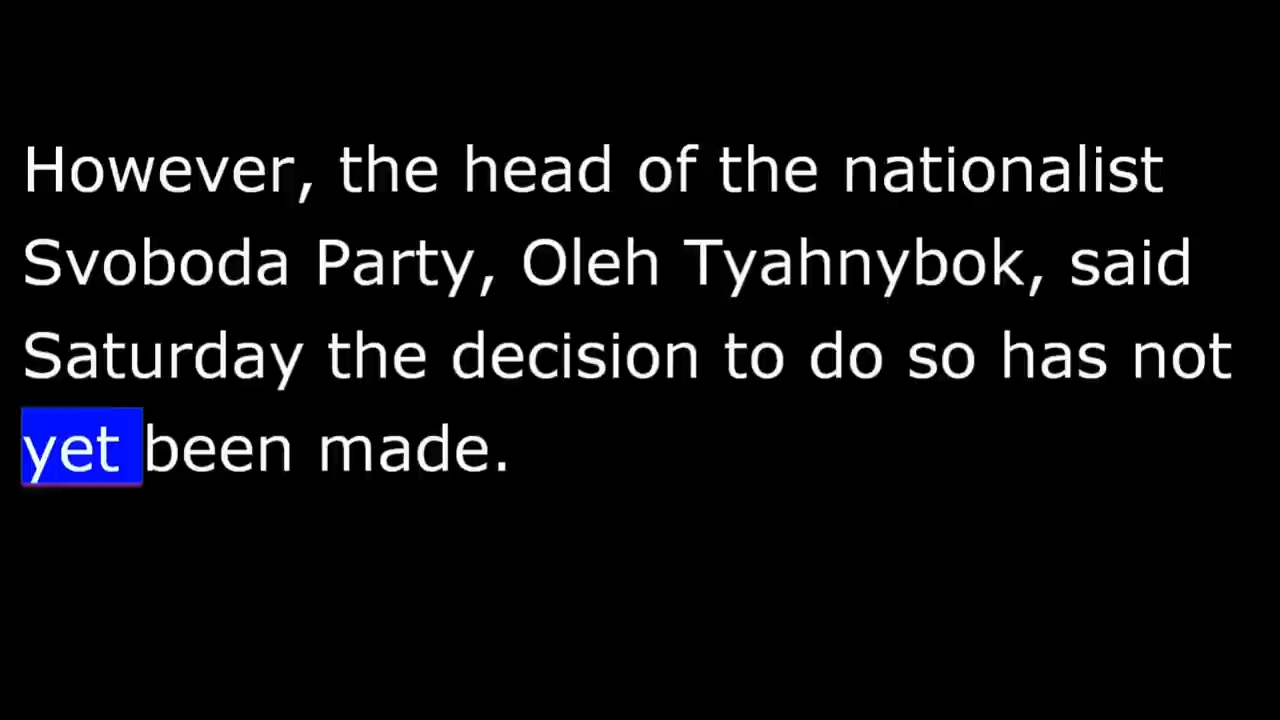 However, the head of the nationalist
Svoboda Party, Oleh Tyahnybok, said
Saturday the decision to do so has not
yet been made.